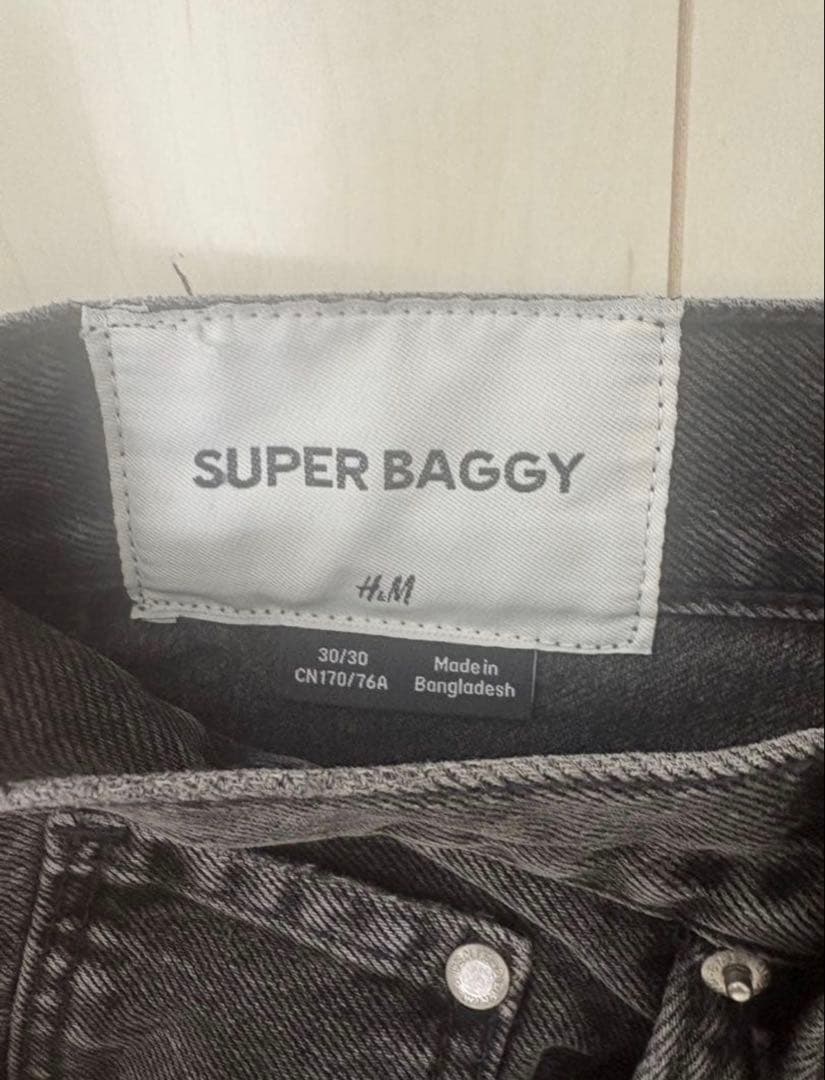 SUPER BAGGY
H&M
30/30
CN170/76A
Made in
Bangladesh